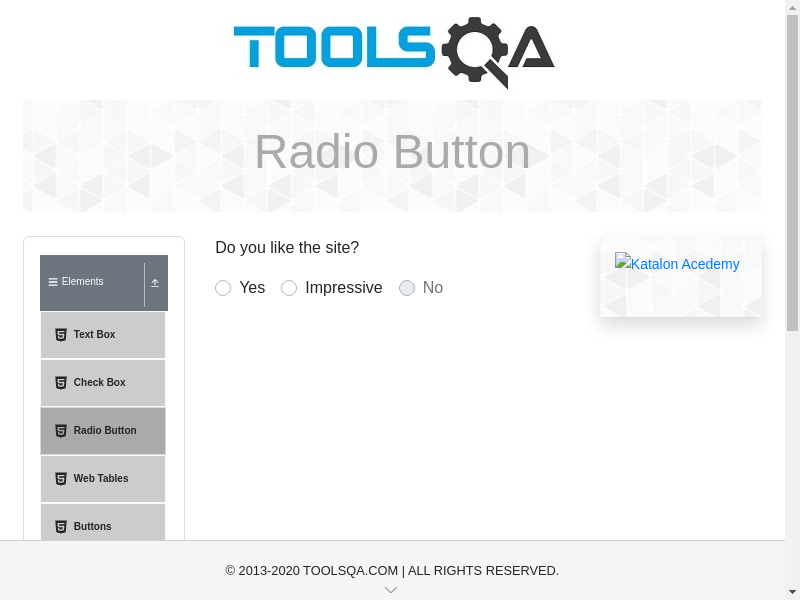 TOOLSQA
Radio Button
Do you like the site?
Yes
Impressive
No
Katalon Acedemy
Elements
Text Box
Check Box
Radio Button
Web Tables
Buttons
© 2013-2020 TOOLSQA.COM | ALL RIGHTS RESERVED.